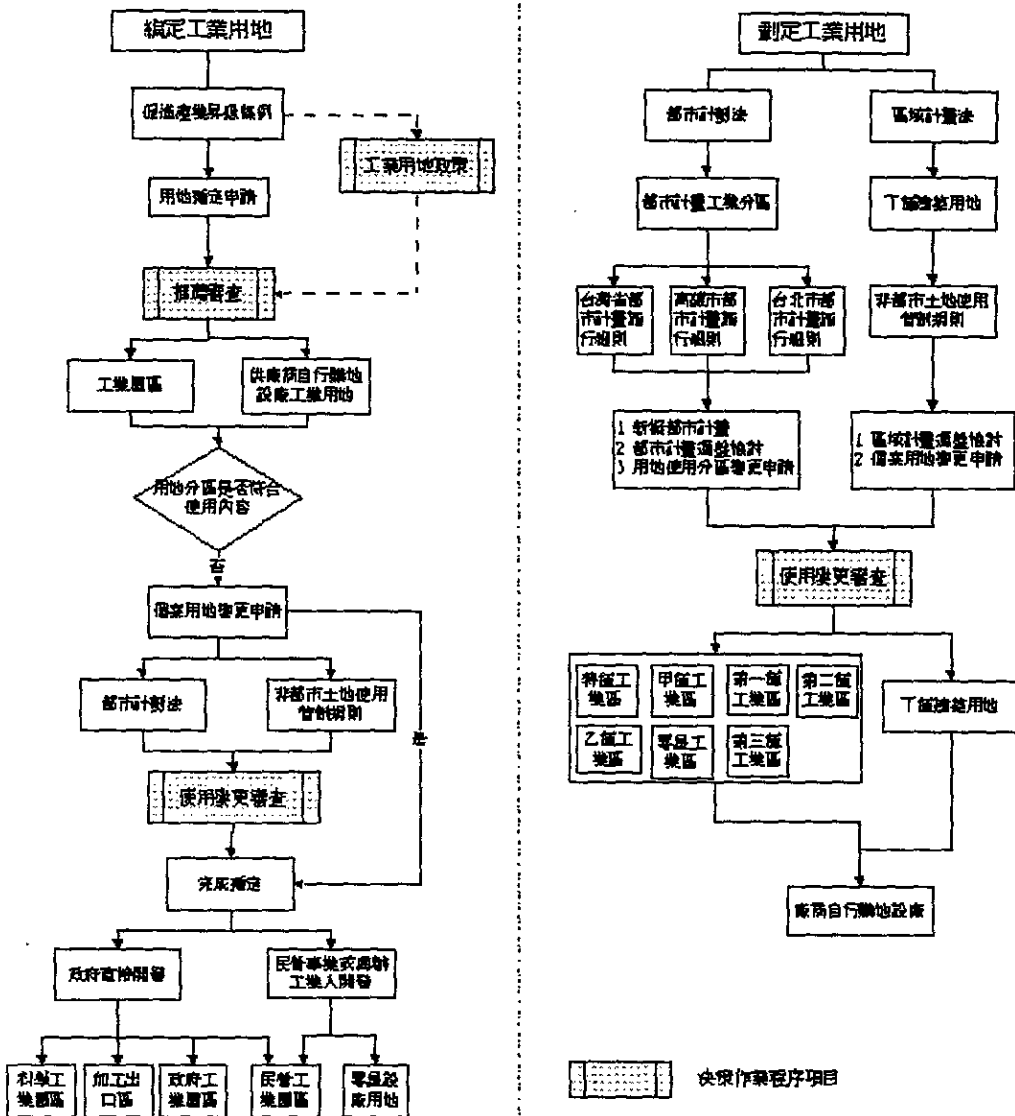 編定工業用地
促進產業昇級條例
工業用地政策
用地編定申請
推薦審查
工業園區
供廠商自行購地
設廠工業用地
用地分區是否符合
使用內容
否
個案用地變更申請
都市計劃法
非都市土地使用
管制規則
是
使用變更審查
完成編定
政府直接開發
民營事業或興辦
工業人開發
科學工
業園區
加工出
口區
政府工
業園區
民營工
業園區
零星設
廠用地
劃定工業用地
都市計劃法
區域計畫法
都市計畫工業分區
丁種建築用地
台灣省都
市計畫施
行細則
高雄市都
市計畫施
行細則
台北市都
市計畫施
行細則
非都市土地使用
管制規則
1 新擬都市計畫
2 都市計畫通盤檢討
3 用地使用分區變更申請
1 區域計畫通盤檢討
2 個案用地變更申請
使用變更審查
特種工
業區
甲種工
業區
第一種
工業區
第二種
工業區
乙種工
業區
零星工
業區
第三種
工業區
丁種建築用地
廠商自行購地設廠
作業程序項目